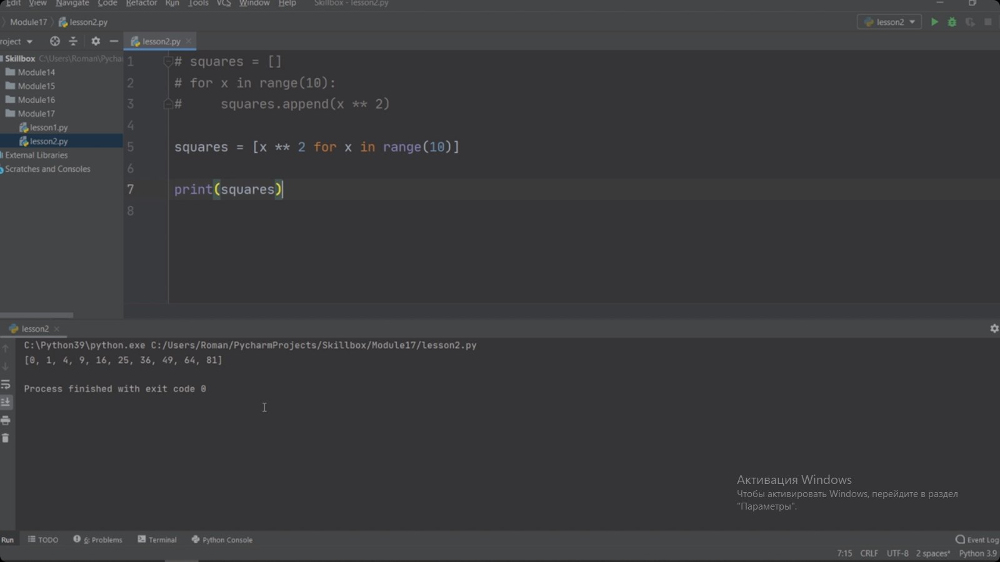 Edit View Navigate Code Refactor Run Tools VCS Window Help Skillbox - lesson2.py
Module17 lesson2.py lesson2
roject lesson2.py
Skillbox C:\Users\Roman\Pycha
Module14
Module15
Module16
Module17
lesson1.py
lesson2.py
External Libraries
Scratches and Consoles
1 # squares = []
2 # for x in range(10):
3 #     squares.append(x ** 2)
4
5 squares = [x ** 2 for x in range(10)]
6
7 print(squares)
8
lesson2
C:\Python39\python.exe C:/Users/Roman/PycharmProjects/Skillbox/Module17/lesson2.py
[0, 1, 4, 9, 16, 25, 36, 49, 64, 81]
Process finished with exit code 0
Активация Windows
Чтобы активировать Windows, перейдите в раздел
"Параметры".
Run TODO 6: Problems Terminal Python Console Event Log
7:15 CRLF UTF-8 2 spaces* Python 3.9